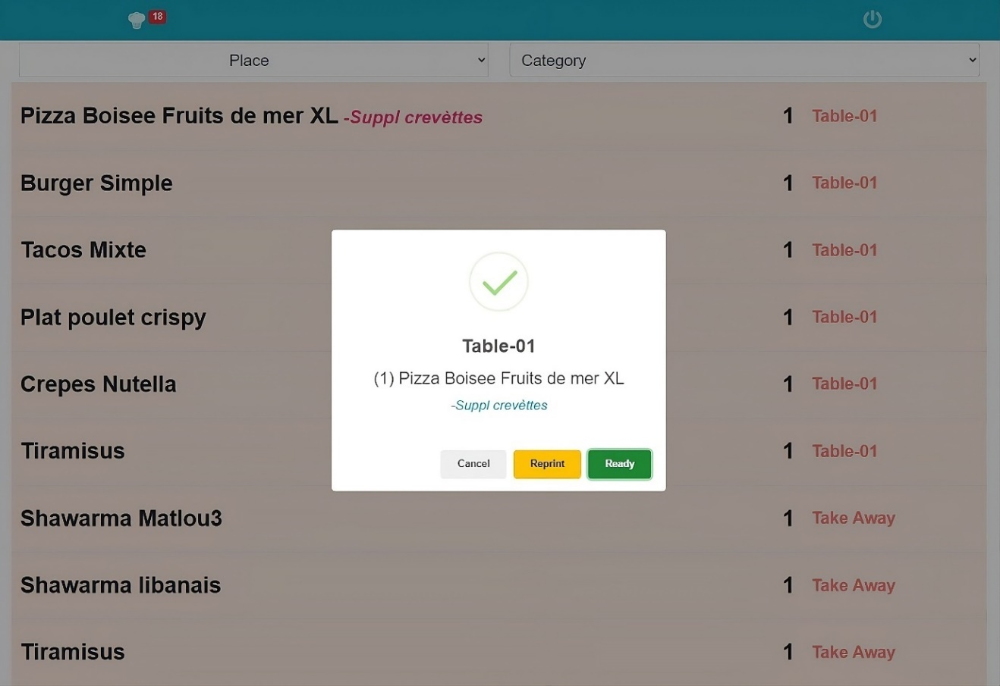 18
Place
Category
Pizza Boisee Fruits de mer XL -Suppl crevèttes 1 Table-01
Burger Simple 1 Table-01
Tacos Mixte 1 Table-01
Plat poulet crispy 1 Table-01
Crepes Nutella 1 Table-01
Tiramisus 1 Table-01
Shawarma Matlou3 1 Take Away
Shawarma libanais 1 Take Away
Tiramisus 1 Take Away
Table-01
(1) Pizza Boisee Fruits de mer XL
-Suppl crevèttes
Cancel Reprint Ready